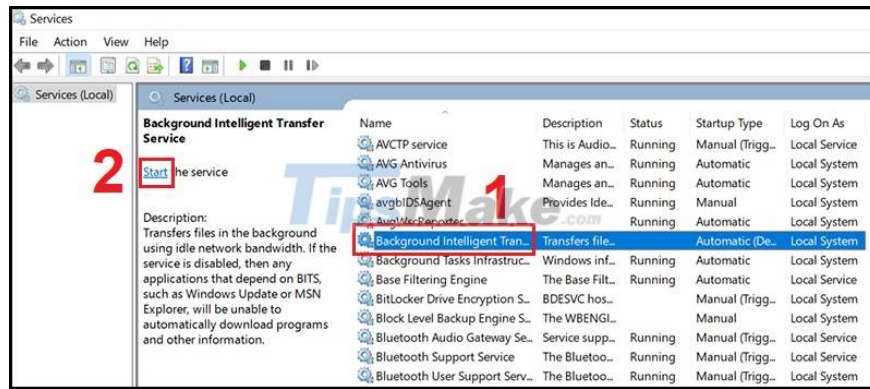 Services
File Action View Help
Services (Local)
Services (Local)
Background Intelligent Transfer
Service
2
Start he service
Description:
Transfers files in the background
using idle network bandwidth. If the
service is disabled, then any
applications that depend on BITS,
such as Windows Update or MSN
Explorer, will be unable to
automatically download programs
and other information.
TipsMake.com
1
Name Description Status Startup Type Log On As
AVCTP service This is Audio... Running Manual (Trigg... Local Service
AVG Antivirus Manages an... Running Automatic Local System
AVG Tools Manages an... Running Automatic Local System
avgbIDSAgent Provides Ide... Running Manual Local System
AvgWscReporter Running Automatic Local System
Background Intelligent Tran... Transfers file... Automatic (De... Local System
Background Tasks Infrastruc... Windows inf... Running Automatic Local System
Base Filtering Engine The Base Filt... Running Automatic Local Service
BitLocker Drive Encryption S... BDESVC hos... Manual (Trigg... Local System
Block Level Backup Engine S... The WBENGI... Manual Local System
Bluetooth Audio Gateway Se... Service supp... Running Manual (Trigg... Local Service
Bluetooth Support Service The Bluetoo... Running Manual (Trigg... Local Service
Bluetooth User Support Serv... The Bluetoo... Running Manual (Trigg... Local System